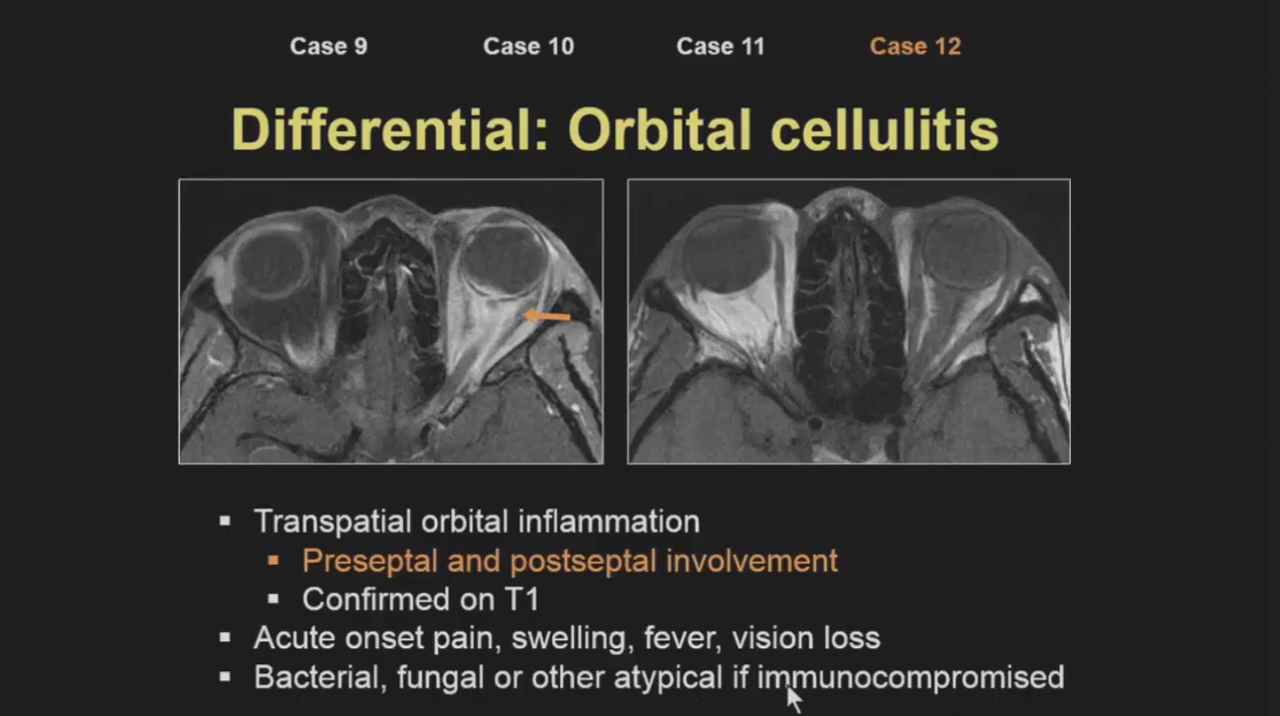 Case 9 Case 10 Case 11 Case 12
Differential: Orbital cellulitis
▪ Transpatial orbital inflammation
▪ Preseptal and postseptal involvement
▪ Confirmed on T1
▪ Acute onset pain, swelling, fever, vision loss
▪ Bacterial, fungal or other atypical if immunocompromised